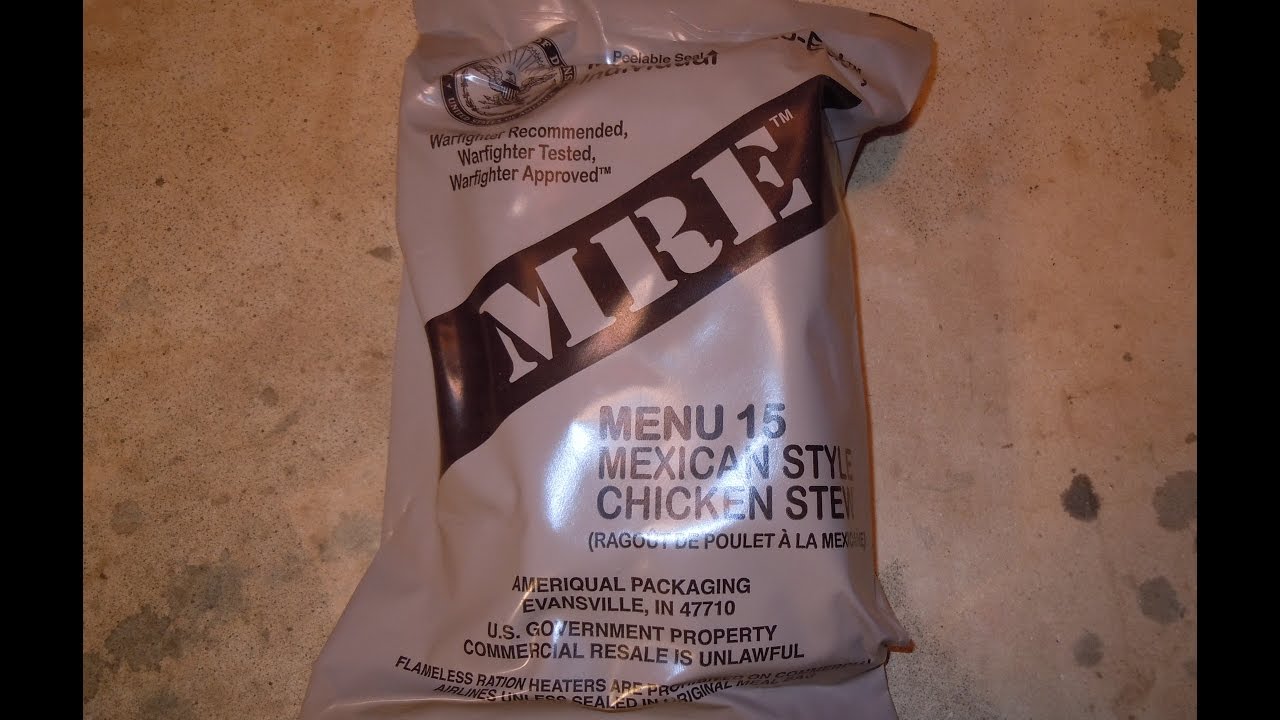 Peelable Seal
Individual
Warfighter Recommended,
Warfighter Tested,
Warfighter Approved™
MRE™
MENU 15
MEXICAN STYLE
CHICKEN STEW
(RAGOÛT DE POULET À LA MEXICAINE)
AMERIQUAL PACKAGING
EVANSVILLE, IN 47710
U.S. GOVERNMENT PROPERTY
COMMERCIAL RESALE IS UNLAWFUL
FLAMELESS RATION HEATERS ARE PROHIBITED ON COMMERCIAL
AIRLINES UNLESS SEALED IN ORIGINAL MEAL BAG